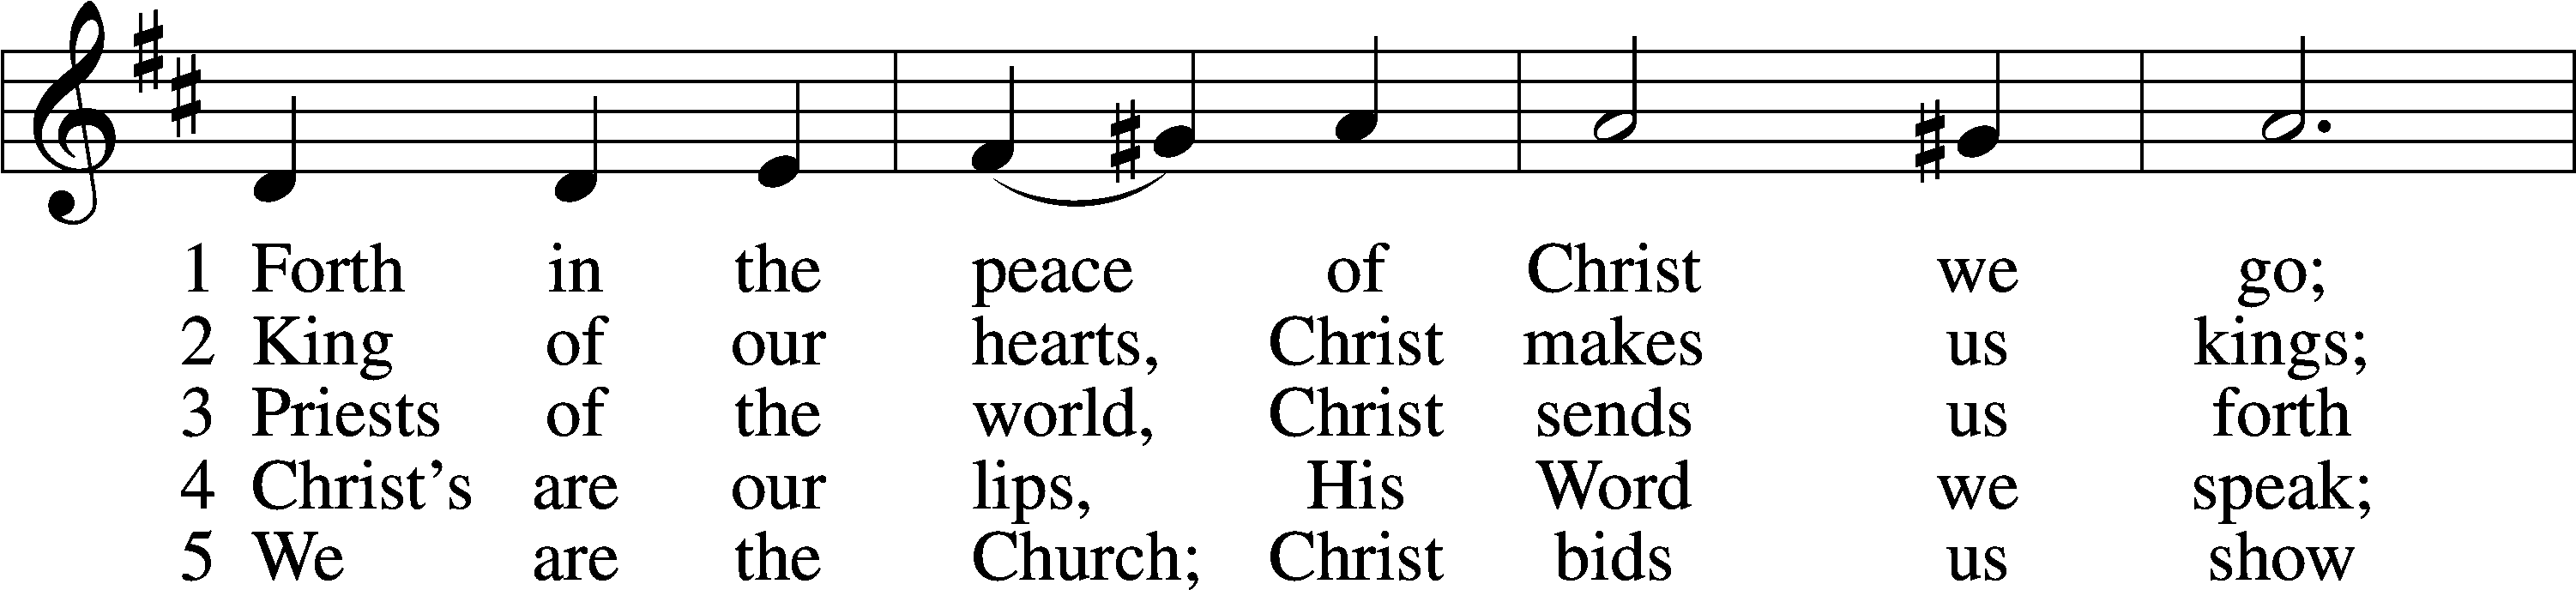 1 Forth in the peace of Christ we go;
2 King of our hearts, Christ makes us kings;
3 Priests of the world, Christ sends us forth
4 Christ’s are our lips, His Word we speak;
5 We are the Church; Christ bids us show